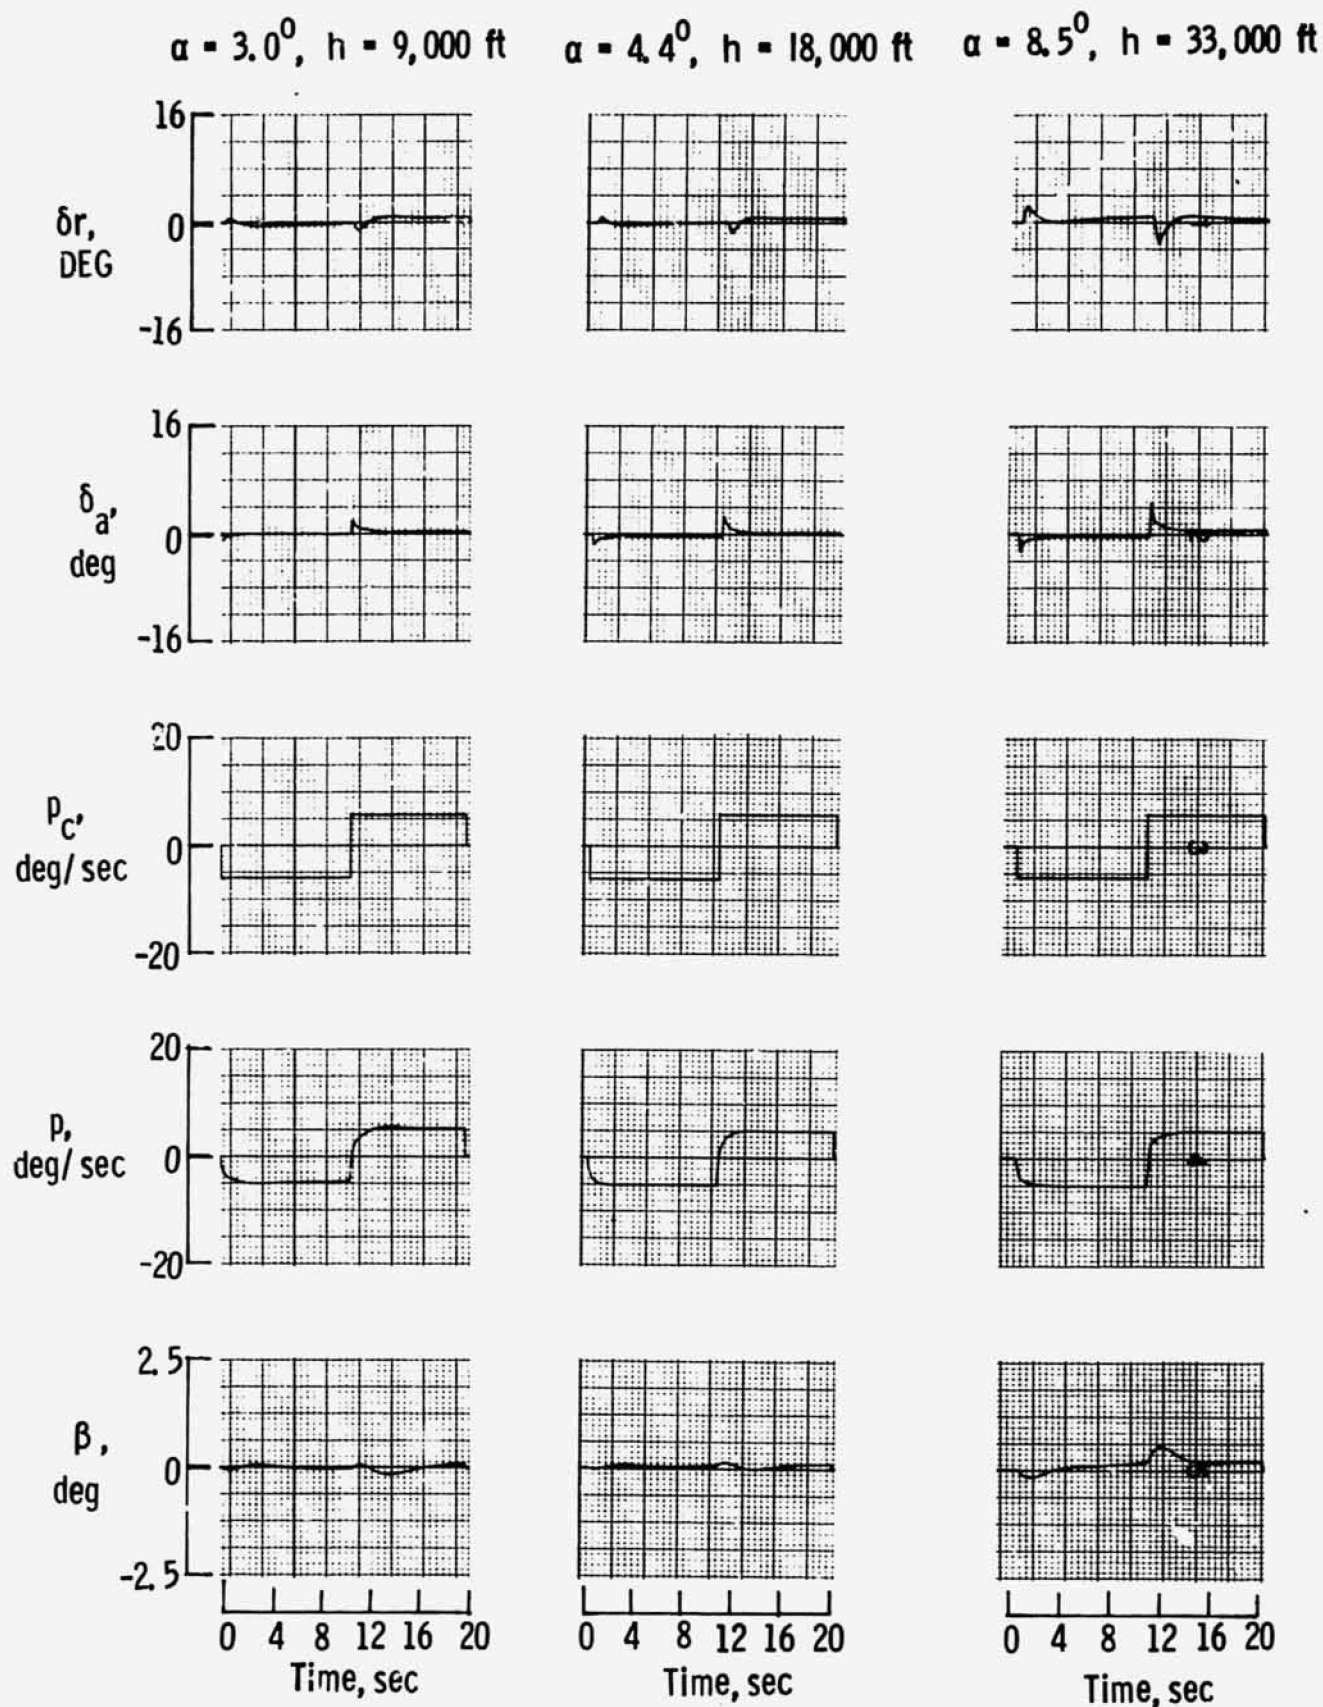 α = 3.0⁰, h = 9,000 ft
α = 4.4⁰, h = 18,000 ft
α = 8.5⁰, h = 33,000 ft
16
δr,
DEG
0
-16
16
δa,
deg
0
-16
20
pc,
deg/sec
0
-20
20
p,
deg/sec
0
-20
2.5
β,
deg
0
-2.5
0 4 8 12 16 20
Time, sec
0 4 8 12 16 20
Time, sec
0 4 8 12 16 20
Time, sec